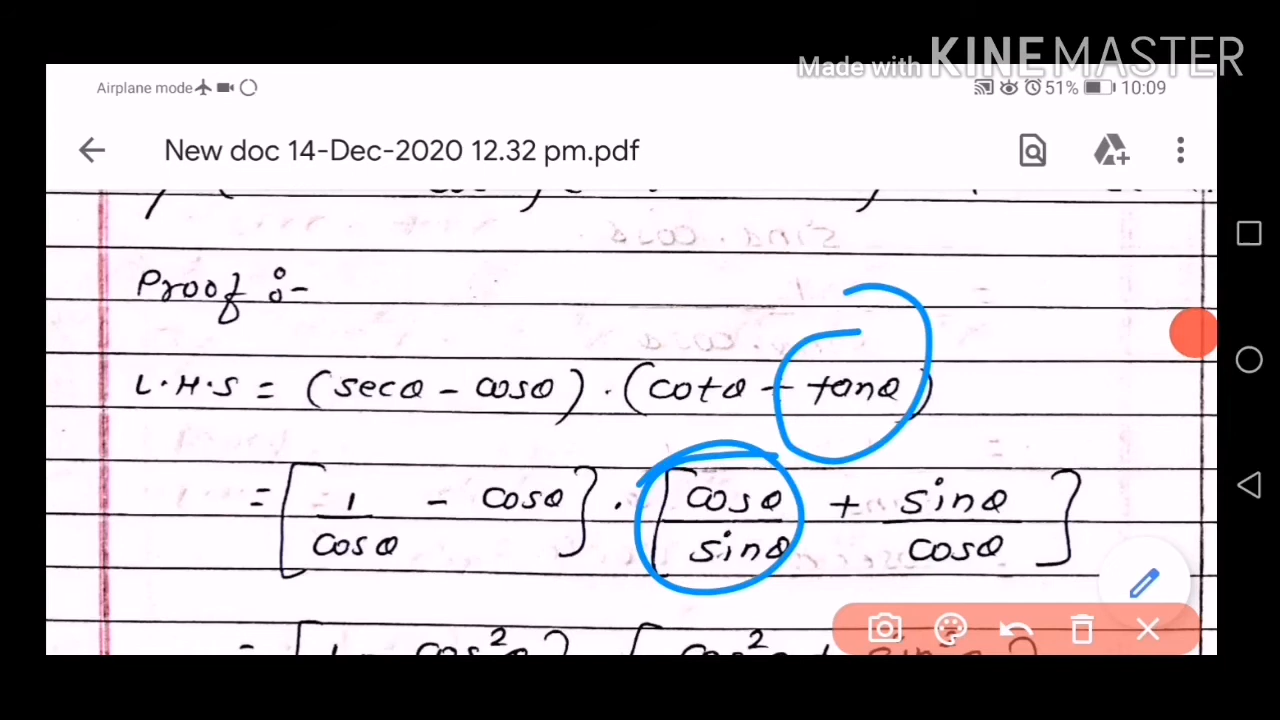 Made with KINEMASTER
Airplane mode 51% 10:09
New doc 14-Dec-2020 12.32 pm.pdf
Proof :-
L.H.S = (secθ - cosθ) . (cotθ + tanθ)
= [1/cosθ - cosθ] . [cosθ/sinθ + sinθ/cosθ]